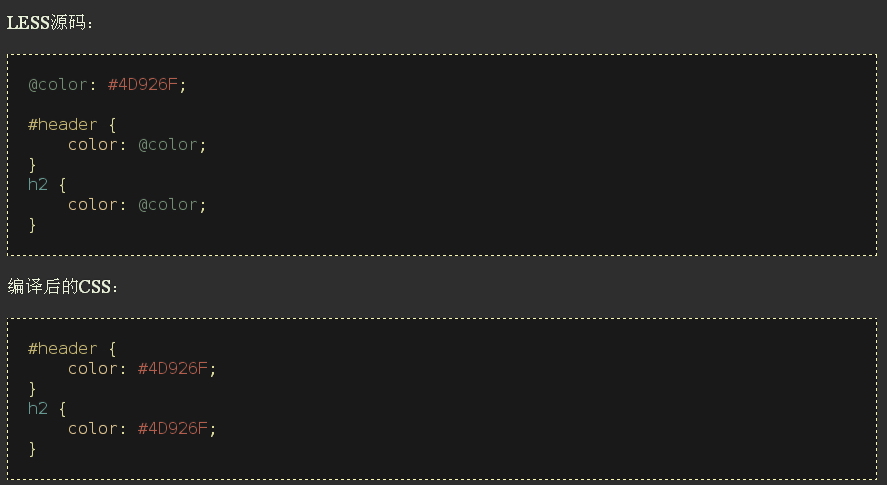 LESS源码：
@color: #4D926F;
#header {
    color: @color;
}
h2 {
    color: @color;
}
编译后的CSS：
#header {
    color: #4D926F;
}
h2 {
    color: #4D926F;
}